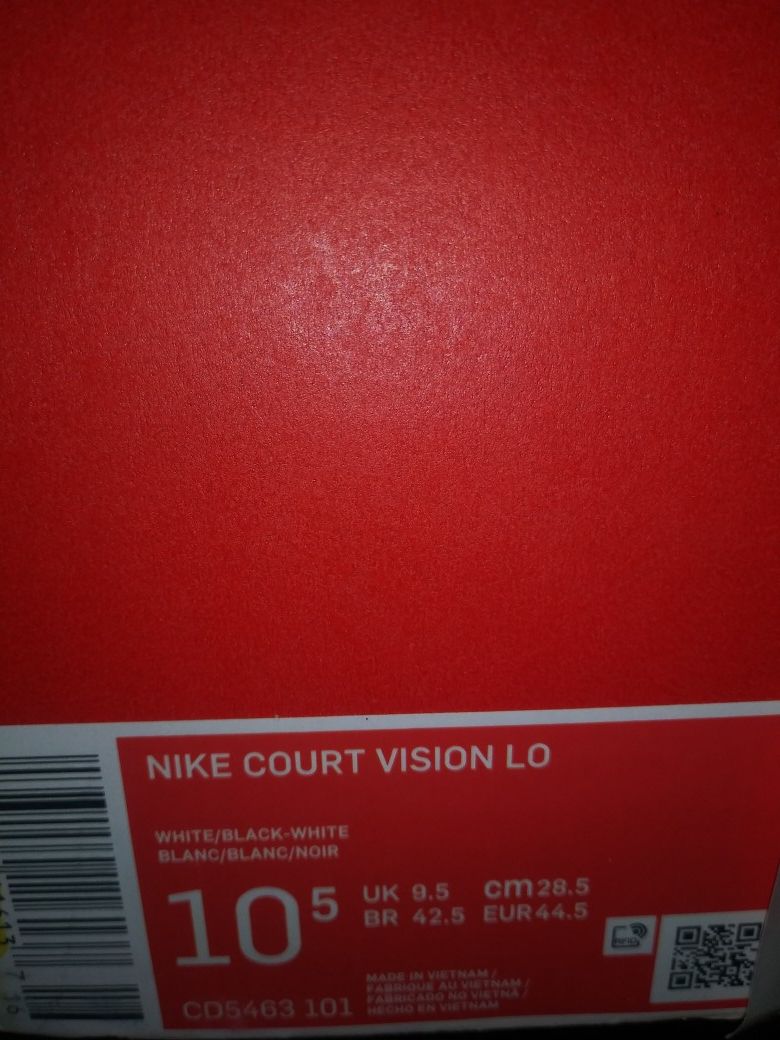 NIKE COURT VISION LO
WHITE/BLACK-WHITE
BLANC/BLANC/NOIR
10 5
UK 9.5 cm 28.5
BR 42.5 EUR 44.5
RFID
MADE IN VIETNAM /
FABRIQUE AU VIETNAM /
FABRICADO NO VIETNÃ /
HECHO EN VIETNAM
CD5463 101